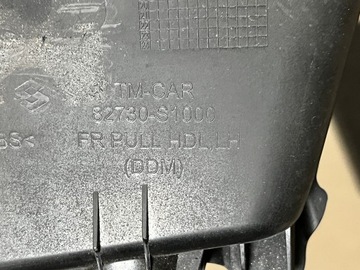 TM-CAR
82730-S1000
FR PULL HDL, LH
(DDM)